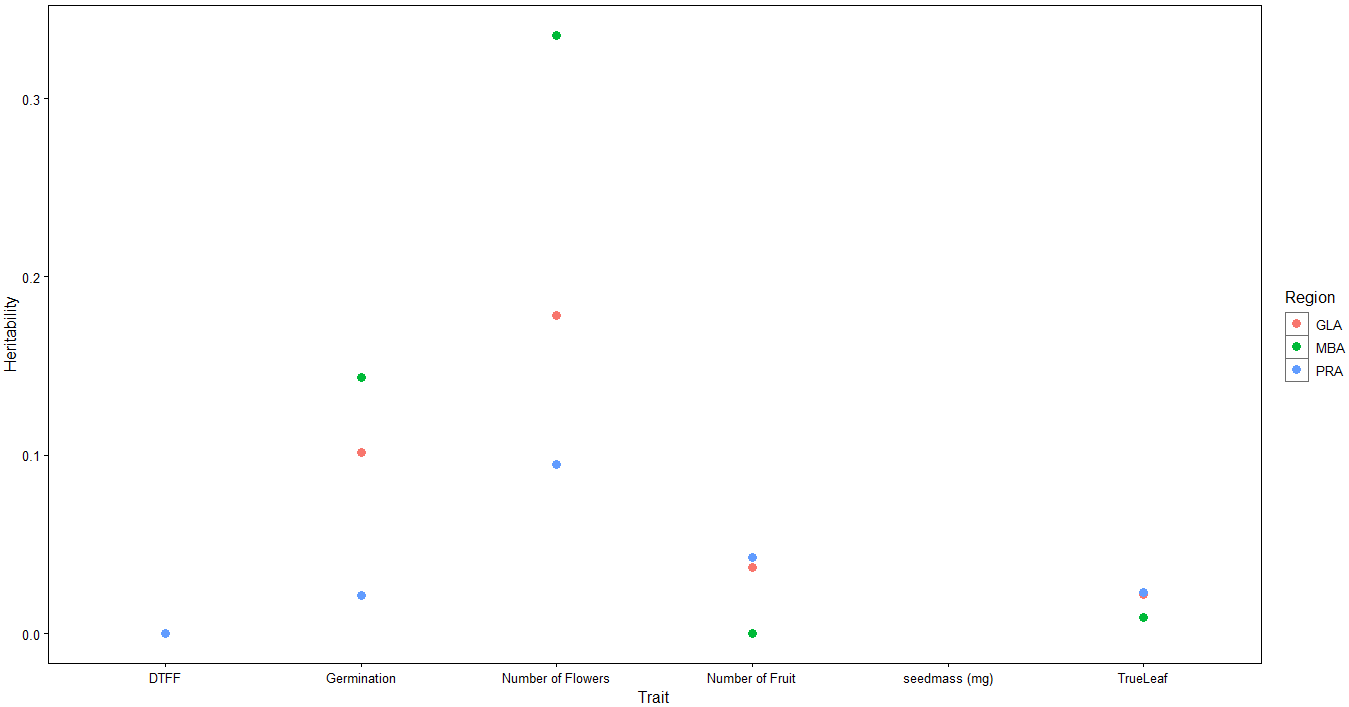 Heritability
0.3
0.2
0.1
0.0
DTFF
Germination
Number of Flowers
Number of Fruit
seedmass (mg)
TrueLeaf
Trait
Region
GLA
MBA
PRA